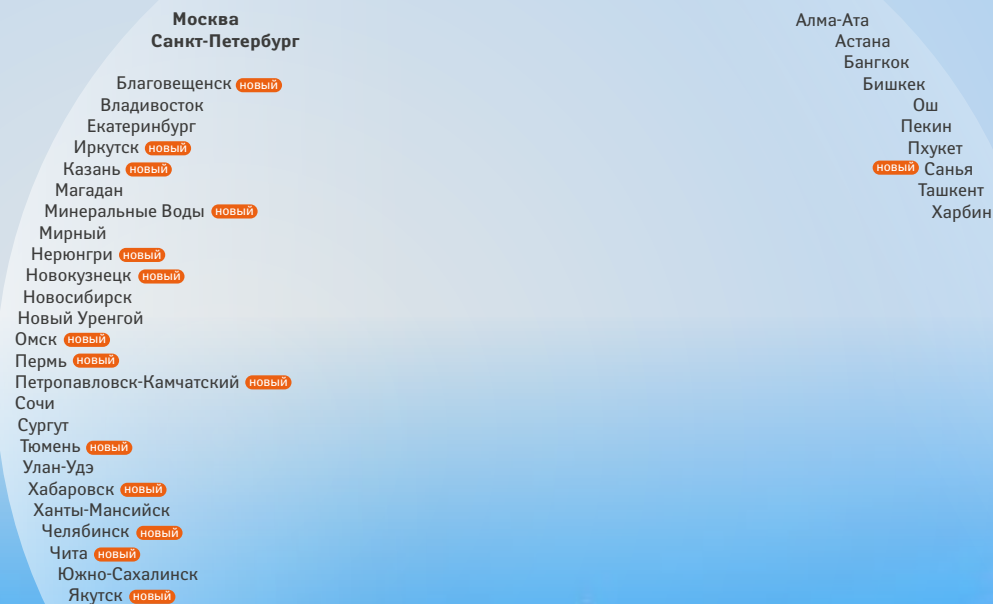 Москва
Санкт-Петербург
Благовещенск новый
Владивосток
Екатеринбург
Иркутск новый
Казань новый
Магадан
Минеральные Воды новый
Мирный
Нерюнгри новый
Новокузнецк новый
Новосибирск
Новый Уренгой
Омск новый
Пермь новый
Петропавловск-Камчатский новый
Сочи
Сургут
Тюмень новый
Улан-Удэ
Хабаровск новый
Ханты-Мансийск
Челябинск новый
Чита новый
Южно-Сахалинск
Якутск новый
Алма-Ата
Астана
Бангкок
Бишкек
Ош
Пекин
Пхукет
новый Санья
Ташкент
Харбин